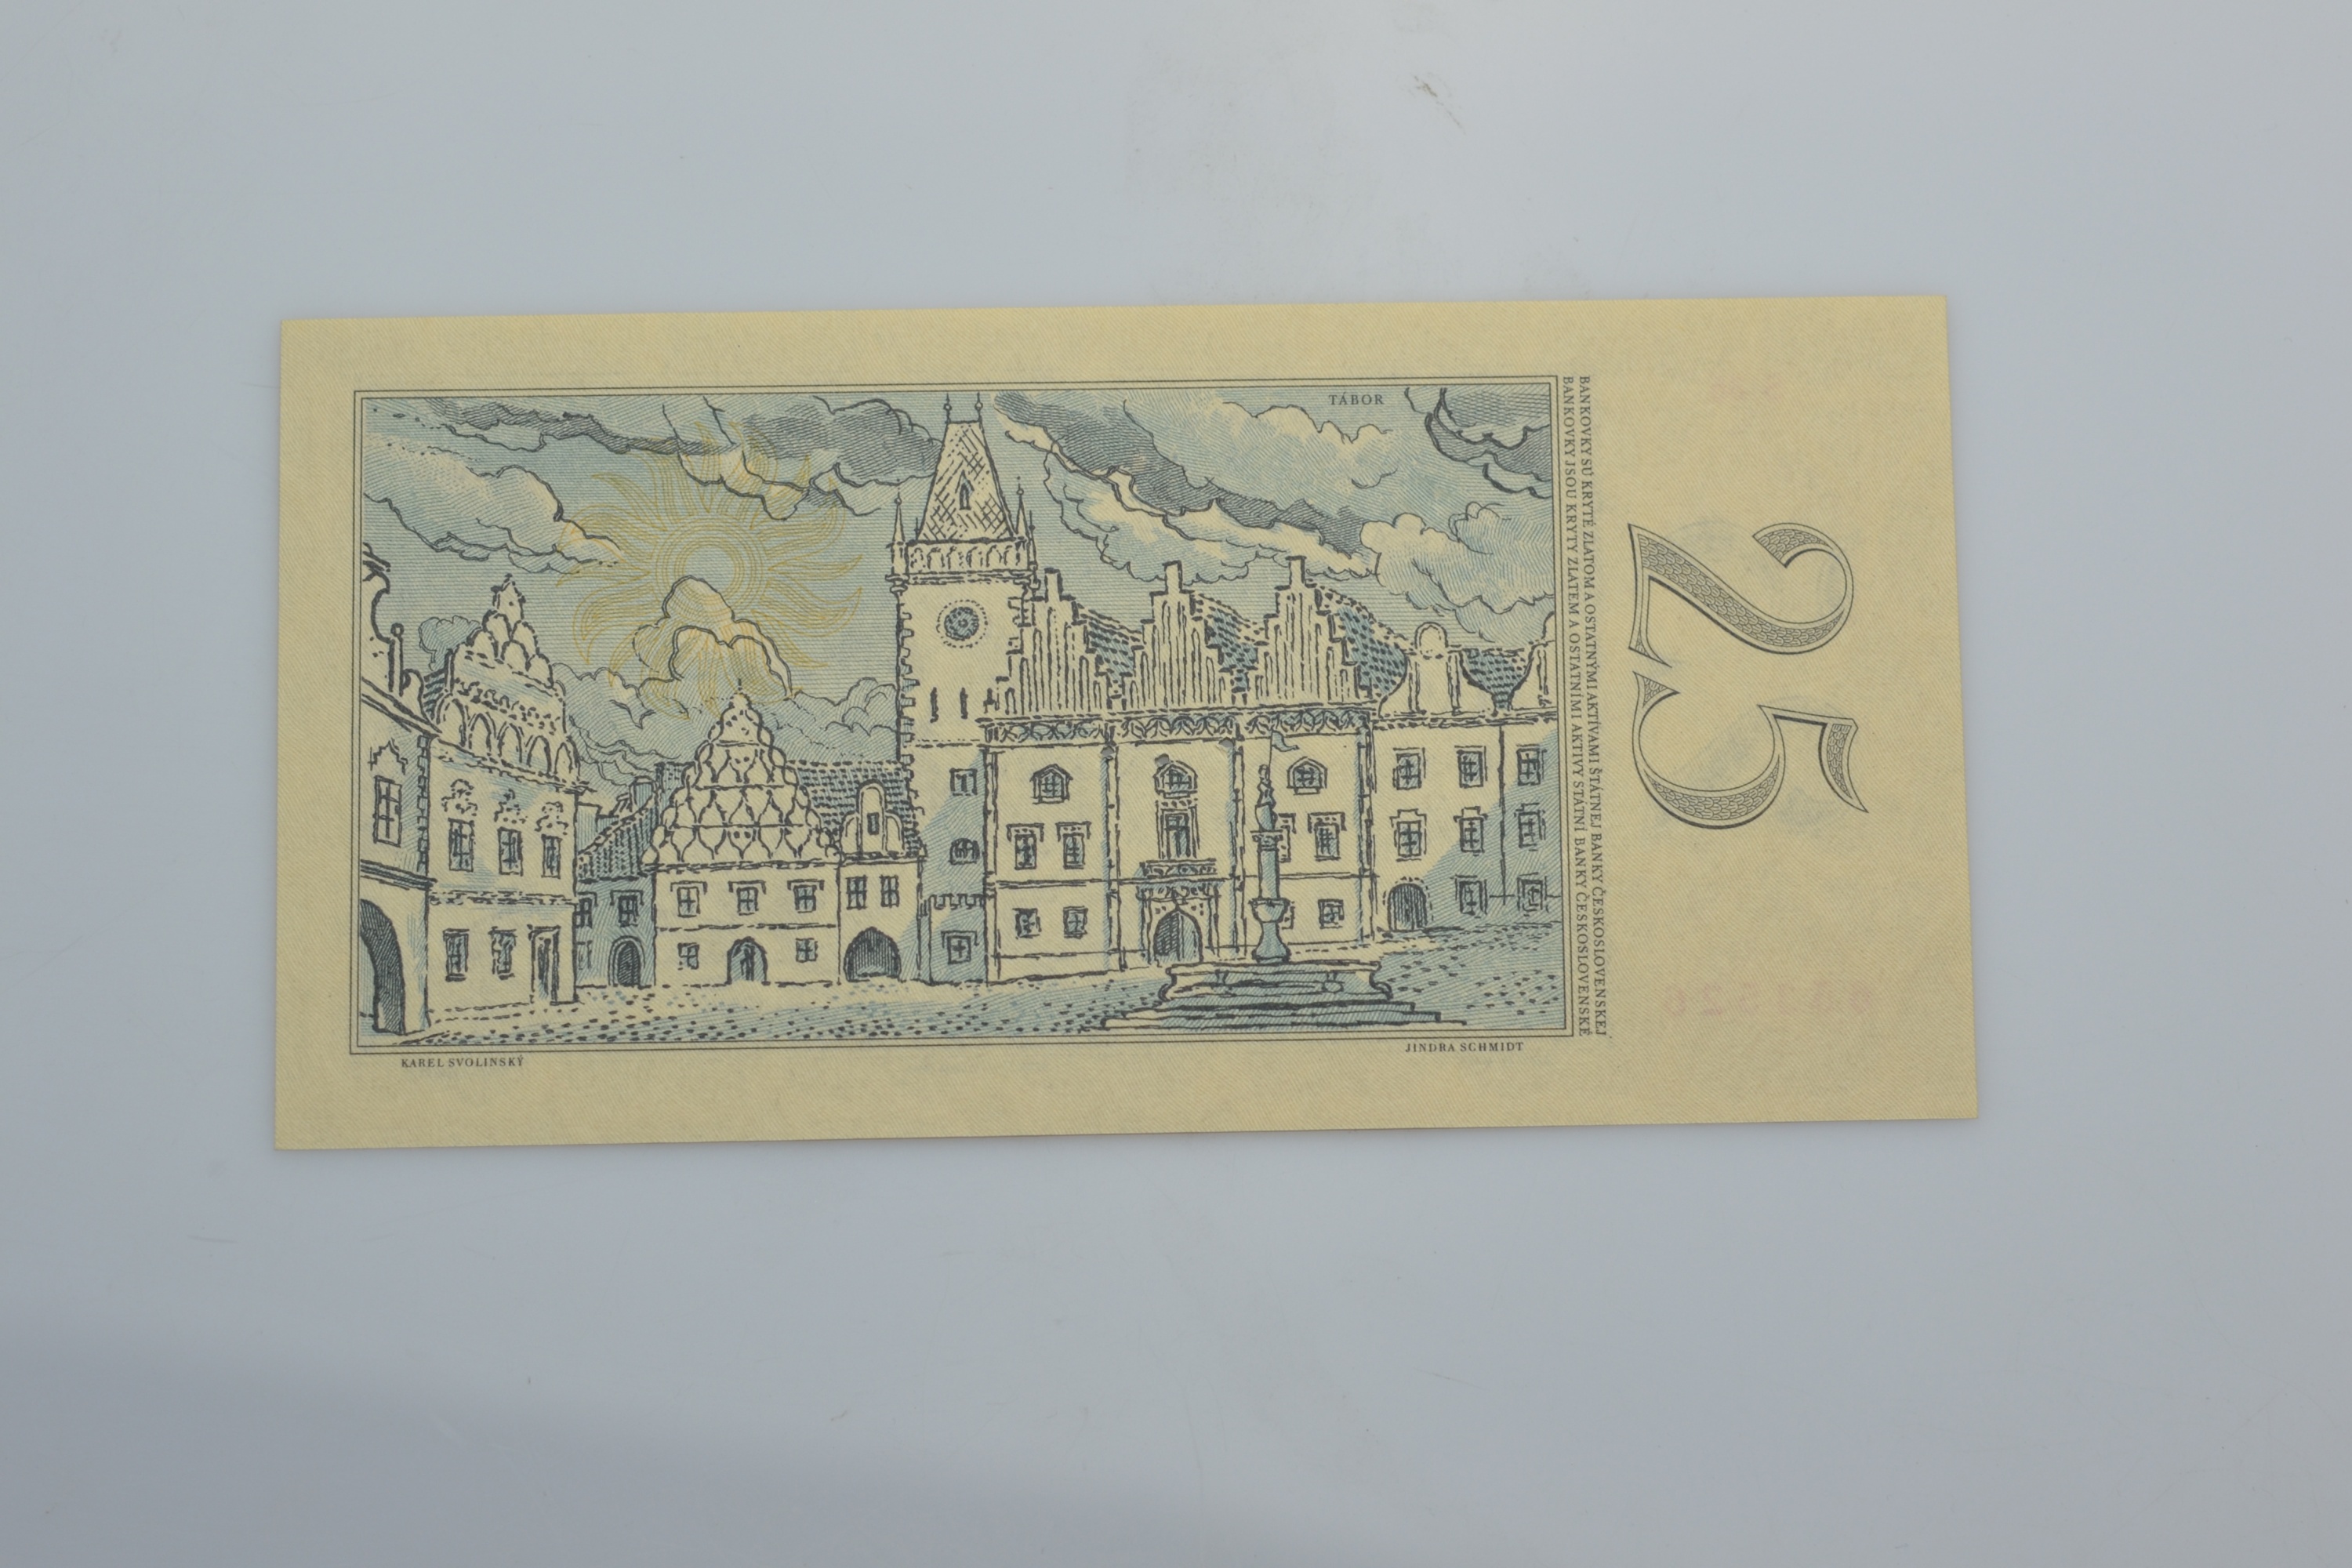 TÁBOR
BANKOVKY SÚ KRYTÉ ZLATOM A OSTATNÝMI AKTÍVAMI ŠTÁTNEJ BANKY ČESKOSLOVENSKEJ
BANKOVKY JSOU KRYTY ZLATEM A OSTATNÍMI AKTIVY STÁTNÍ BANKY ČESKOSLOVENSKÉ
25
KAREL SVOLINSKÝ
JINDRA SCHMIDT